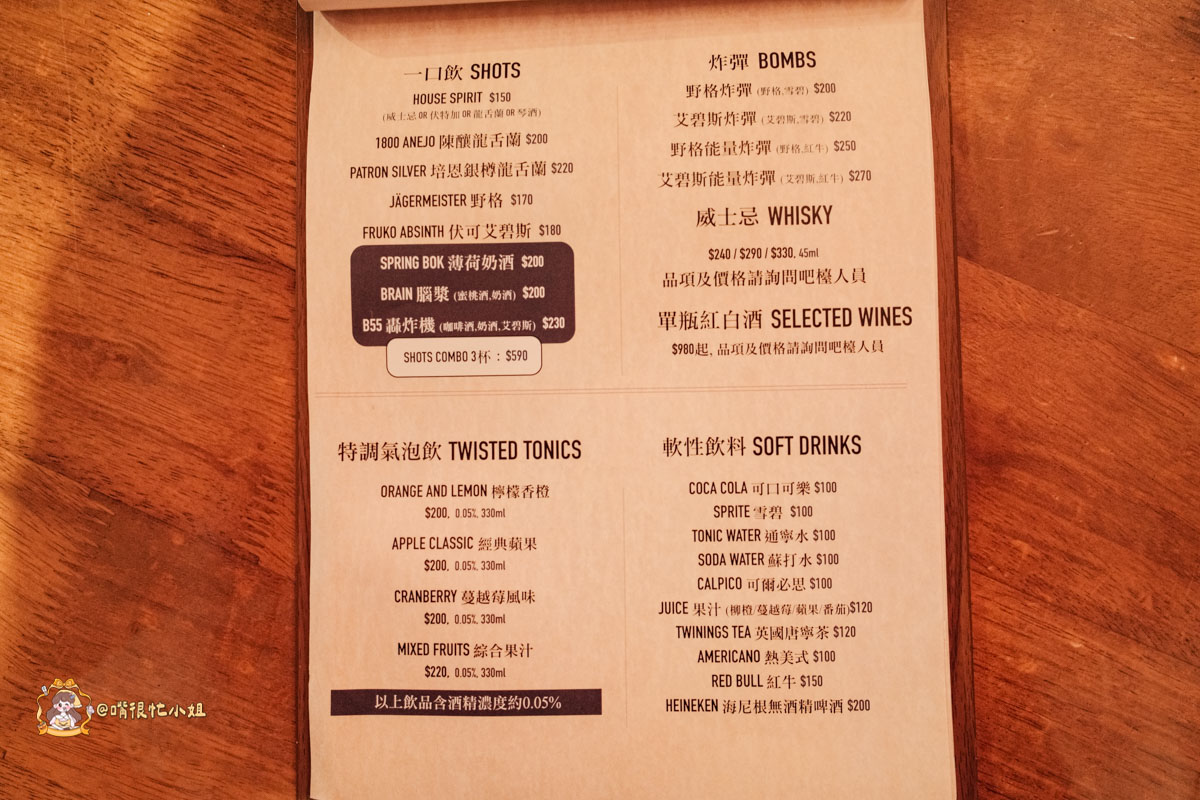 一口飲 SHOTS
HOUSE SPIRIT $150
(威士忌 OR 伏特加 OR 龍舌蘭 OR 琴酒)
1800 ANEJO 陳釀龍舌蘭 $200
PATRON SILVER 培恩銀樽龍舌蘭 $220
JÄGERMEISTER 野格 $170
FRUKO ABSINTH 伏可艾碧斯 $180
SPRING BOK 薄荷奶酒 $200
BRAIN 腦漿 (蜜桃酒,奶酒) $200
B55 轟炸機 (咖啡酒,奶酒,艾碧斯) $230
SHOTS COMBO 3杯：$590
炸彈 BOMBS
野格炸彈 (野格,雪碧) $200
艾碧斯炸彈 (艾碧斯,雪碧) $220
野格能量炸彈 (野格,紅牛) $250
艾碧斯能量炸彈 (艾碧斯,紅牛) $270
威士忌 WHISKY
$240 / $290 / $330, 45ml
品項及價格請詢問吧檯人員
單瓶紅白酒 SELECTED WINES
$980起, 品項及價格請詢問吧檯人員
特調氣泡飲 TWISTED TONICS
ORANGE AND LEMON 檸檬香橙
$200, 0.05%, 330ml
APPLE CLASSIC 經典蘋果
$200, 0.05%, 330ml
CRANBERRY 蔓越莓風味
$200, 0.05%, 330ml
MIXED FRUITS 綜合果汁
$220, 0.05%, 330ml
以上飲品含酒精濃度約0.05%
軟性飲料 SOFT DRINKS
COCA COLA 可口可樂 $100
SPRITE 雪碧 $100
TONIC WATER 通寧水 $100
SODA WATER 蘇打水 $100
CALPICO 可爾必思 $100
JUICE 果汁 (柳橙/蔓越莓/蘋果/番茄)$120
TWININGS TEA 英國唐寧茶 $120
AMERICANO 熱美式 $100
RED BULL 紅牛 $150
HEINEKEN 海尼根無酒精啤酒 $200
@嘴很忙小姐